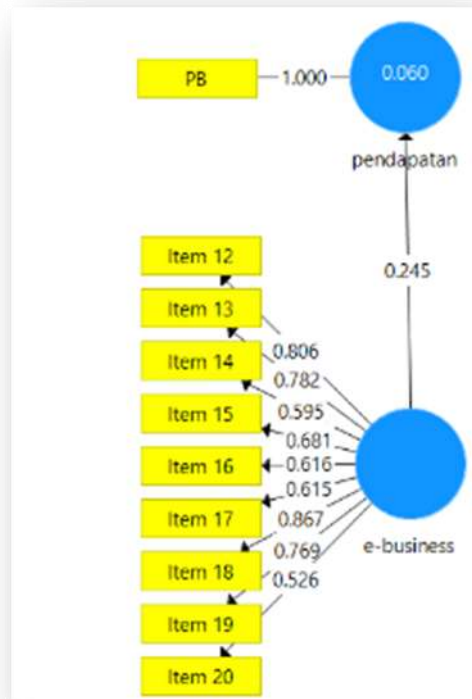 0.060
PB
1.000
pendapatan
0.245
Item 12
Item 13
Item 14
Item 15
Item 16
Item 17
Item 18
Item 19
Item 20
0.806
0.782
0.595
0.681
0.616
0.615
0.867
0.769
0.526
e-business